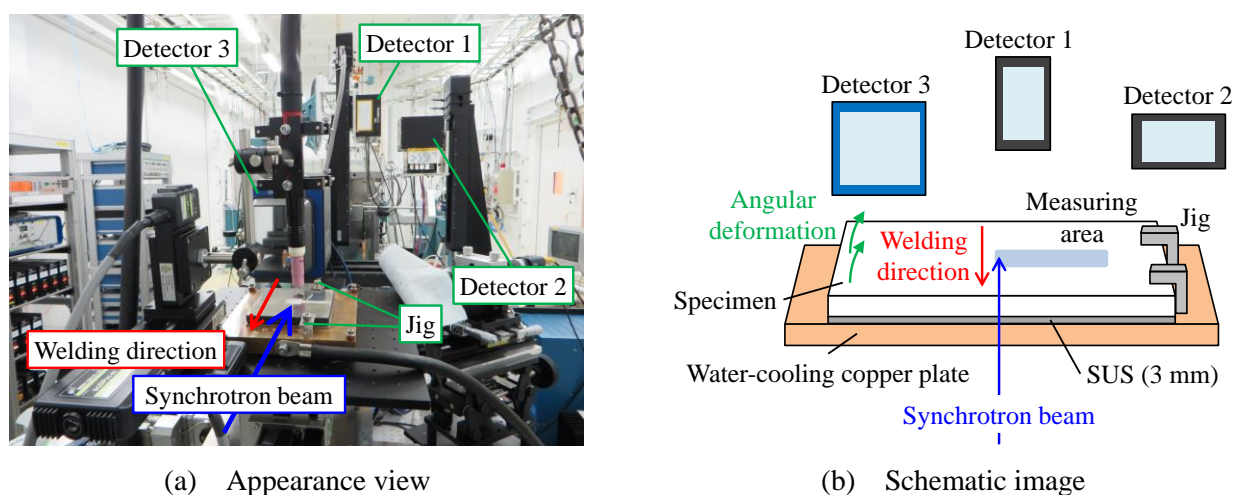 Detector 3
Detector 1
Detector 2
Jig
Welding direction
Synchrotron beam
(a) Appearance view
Detector 1
Detector 3
Detector 2
Angular
deformation
Welding
direction
Measuring
area
Jig
Specimen
Water-cooling copper plate
SUS (3 mm)
Synchrotron beam
(b) Schematic image